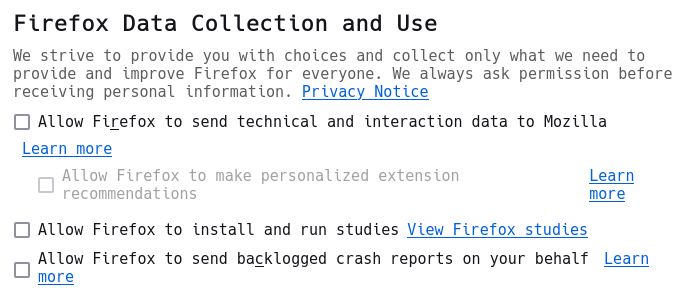 Firefox Data Collection and Use
We strive to provide you with choices and collect only what we need to
provide and improve Firefox for everyone. We always ask permission before
receiving personal information. Privacy Notice
Allow Firefox to send technical and interaction data to Mozilla
Learn more
Allow Firefox to make personalized extension Learn
recommendations more
Allow Firefox to install and run studies View Firefox studies
Allow Firefox to send backlogged crash reports on your behalf Learn
more